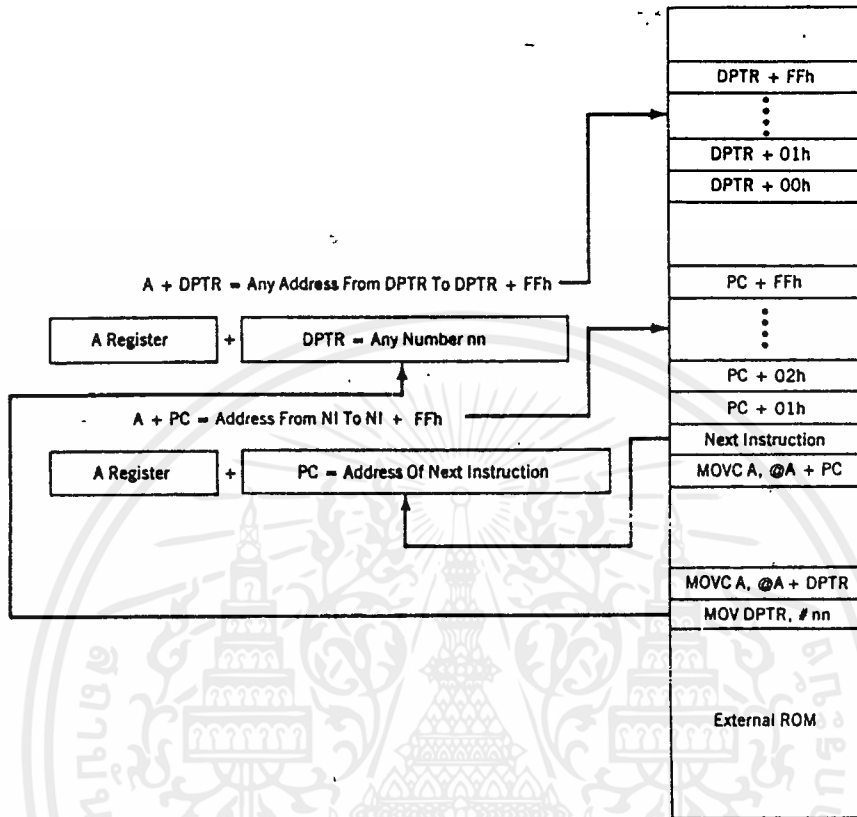 DPTR + FFh
DPTR + 01h
DPTR + 00h
A + DPTR = Any Address From DPTR To DPTR + FFh
PC + FFh
A Register + DPTR = Any Number nn
PC + 02h
A + PC = Address From NI To NI + FFh
PC + 01h
Next Instruction
A Register + PC = Address Of Next Instruction
MOVC A, @A + PC
MOVC A, @A + DPTR
MOV DPTR, # nn
External ROM